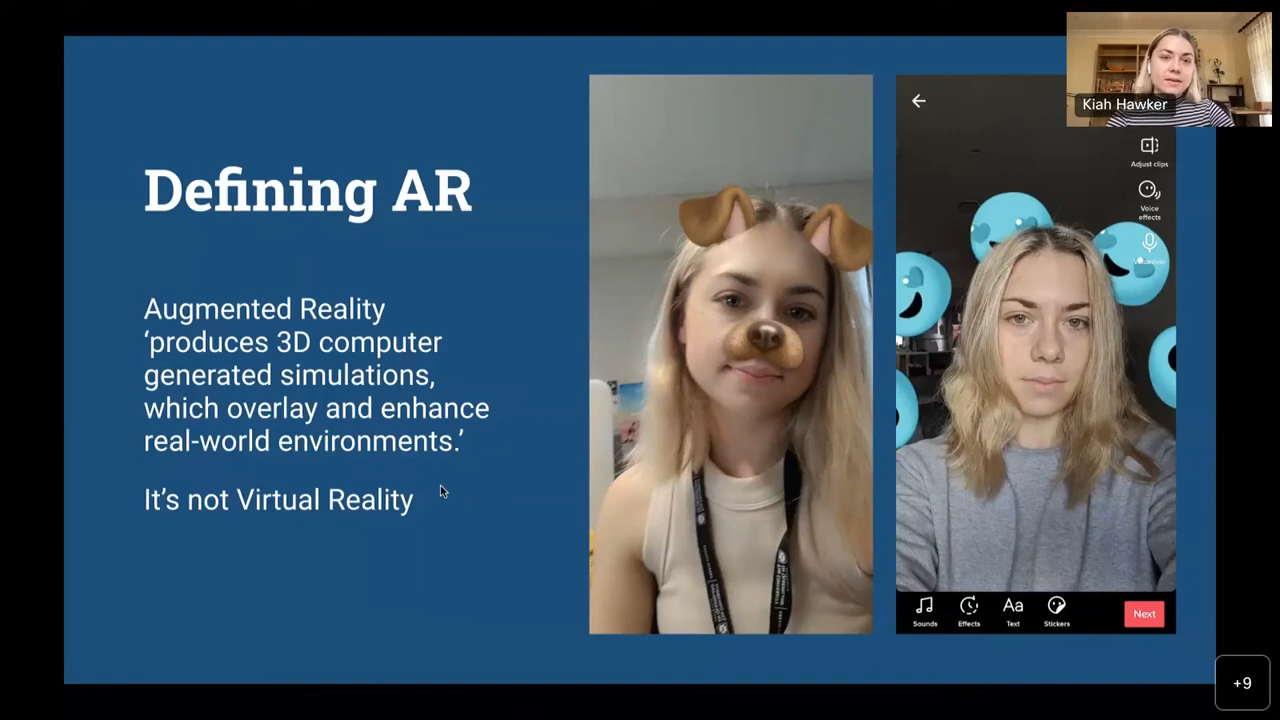 Kiah Hawker
Defining AR
Augmented Reality
‘produces 3D computer
generated simulations,
which overlay and enhance
real-world environments.’
It’s not Virtual Reality
Adjust clips
Voice
effects
Voiceover
Sounds
Effects
Text
Aa
Stickers
Next
+9